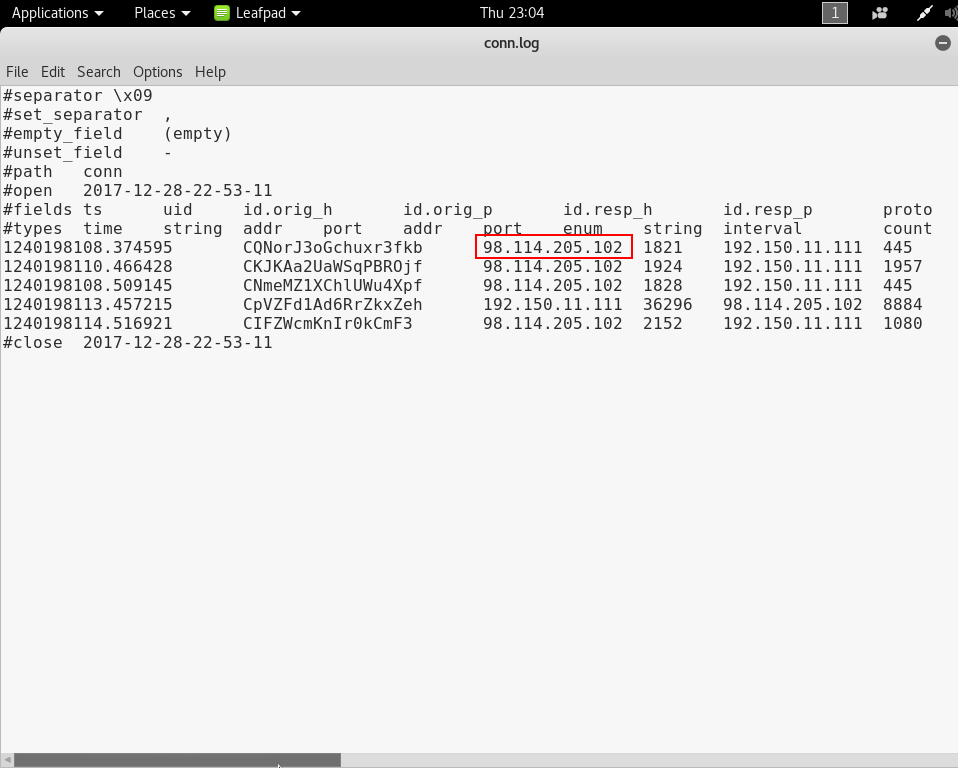 Applications Places Leafpad Thu 23:04 1
conn.log
File Edit Search Options Help
#separator \x09
#set_separator ,
#empty_field (empty)
#unset_field -
#path conn
#open 2017-12-28-22-53-11
#fields ts uid id.orig_h id.orig_p id.resp_h id.resp_p proto
#types time string addr port addr port enum string interval count
1240198108.374595 CQNorJ3oGchuxr3fkb 98.114.205.102 1821 192.150.11.111 445
1240198110.466428 CKJKAa2UaWSqPBROjf 98.114.205.102 1924 192.150.11.111 1957
1240198108.509145 CNmeMZ1XChlUWu4Xpf 98.114.205.102 1828 192.150.11.111 445
1240198113.457215 CpVZFd1Ad6RrZkxZeh 192.150.11.111 36296 98.114.205.102 8884
1240198114.516921 CIFZWcmKnIr0kCmF3 98.114.205.102 2152 192.150.11.111 1080
#close 2017-12-28-22-53-11